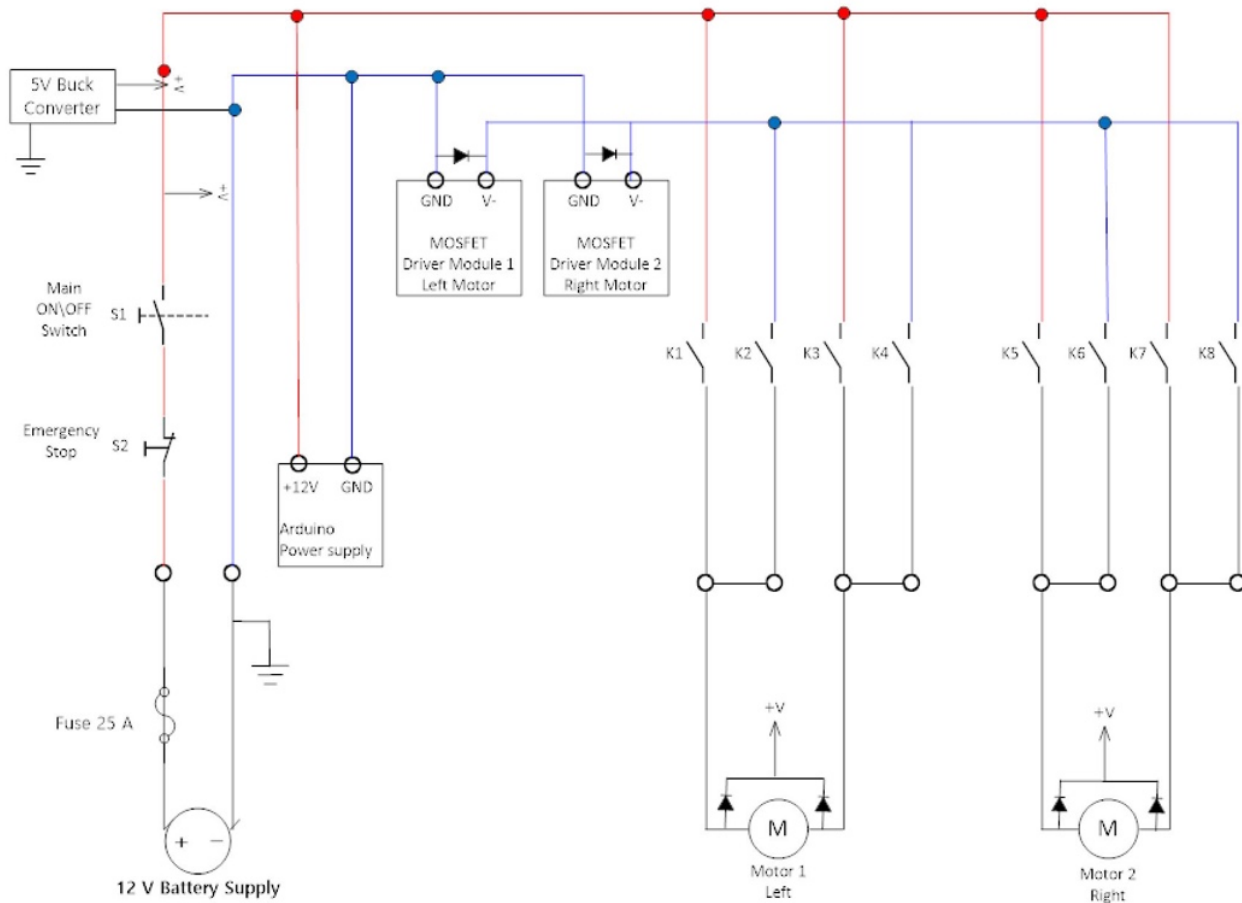 5V Buck
Converter
+V
+V
GND
V-
MOSFET
Driver Module 1
Left Motor
GND
V-
MOSFET
Driver Module 2
Right Motor
Main
ON\OFF
Switch
S1
K1
K2
K3
K4
K5
K6
K7
K8
Emergency
Stop
S2
+12V
GND
Arduino
Power supply
Fuse 25 A
+V
+V
+
−
M
M
12 V Battery Supply
Motor 1
Left
Motor 2
Right